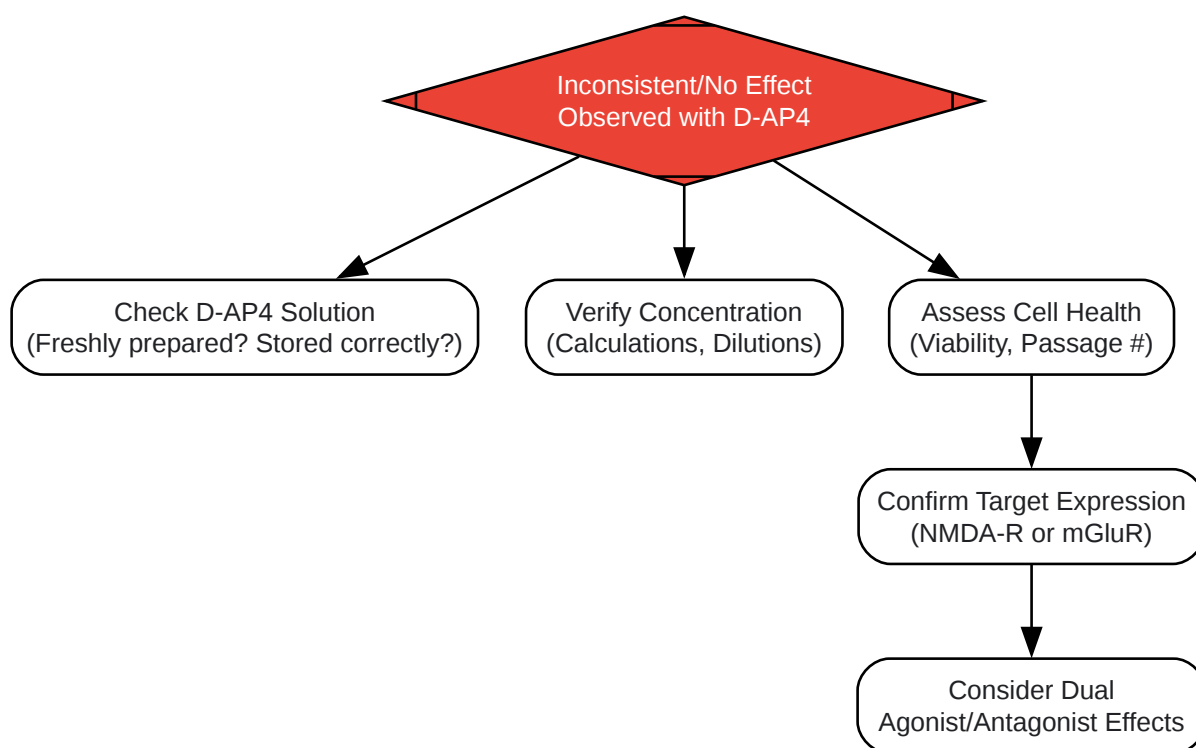 Inconsistent/No Effect
Observed with D-AP4
Check D-AP4 Solution
(Freshly prepared? Stored correctly?)
Verify Concentration
(Calculations, Dilutions)
Assess Cell Health
(Viability, Passage #)
Confirm Target Expression
(NMDA-R or mGluR)
Consider Dual
Agonist/Antagonist Effects